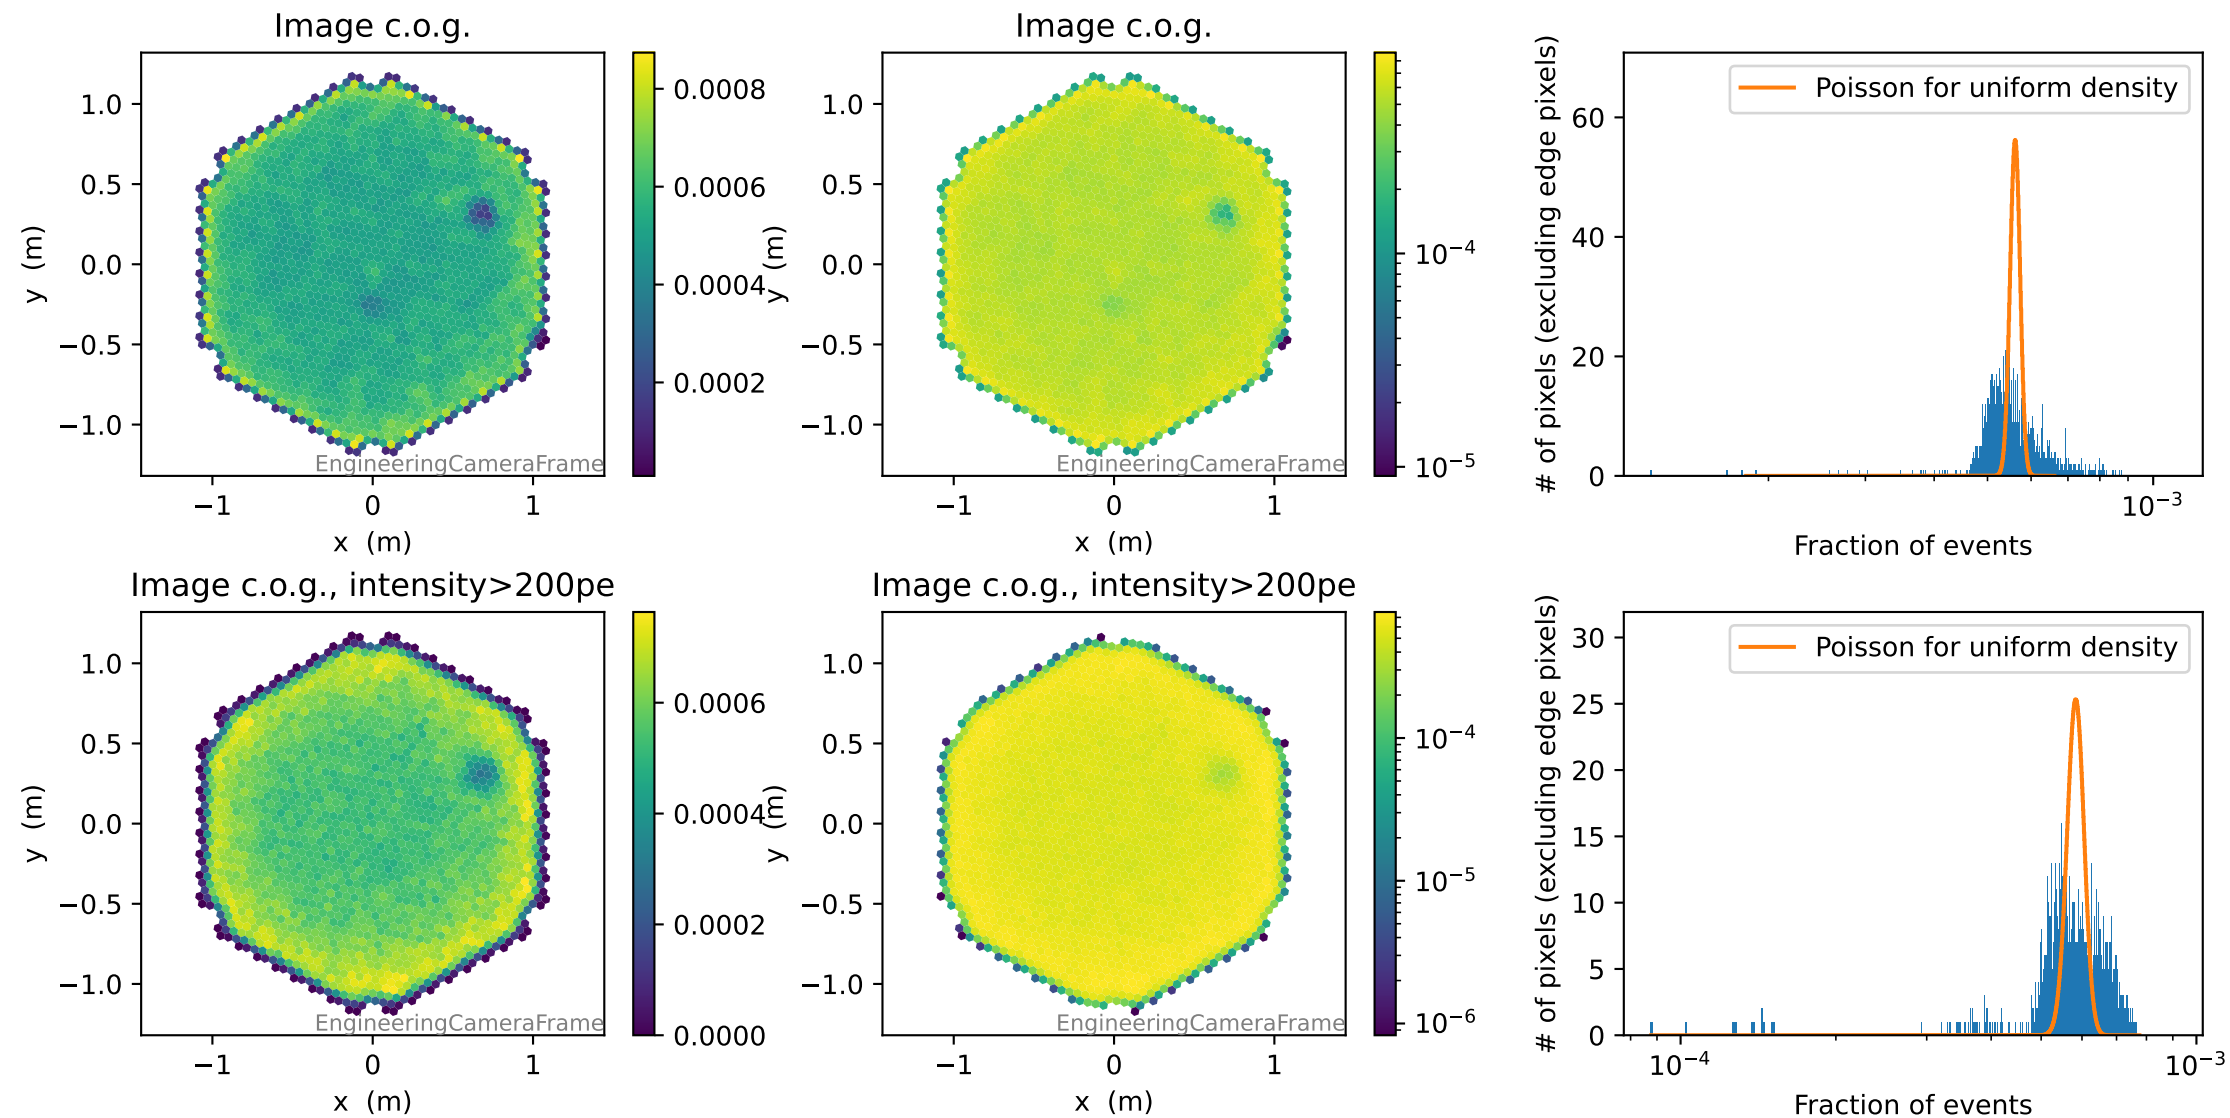 Image c.o.g.
1.0
0.5
0.0
−0.5
−1.0
−1
0
1
y (m)
x (m)
EngineeringCameraFrame
0.0008
0.0006
0.0004
0.0002
Image c.o.g.
1.0
0.5
0.0
−0.5
−1.0
−1
0
1
y (m)
x (m)
EngineeringCameraFrame
10⁻⁴
10⁻⁵
# of pixels (excluding edge pixels)
60
40
20
0
Poisson for uniform density
10⁻³
Fraction of events
Image c.o.g., intensity>200pe
1.0
0.5
0.0
−0.5
−1.0
−1
0
1
y (m)
x (m)
EngineeringCameraFrame
0.0006
0.0004
0.0002
0.0000
Image c.o.g., intensity>200pe
1.0
0.5
0.0
−0.5
−1.0
−1
0
1
y (m)
x (m)
EngineeringCameraFrame
10⁻⁴
10⁻⁵
10⁻⁶
# of pixels (excluding edge pixels)
30
25
20
15
10
5
0
Poisson for uniform density
10⁻⁴
10⁻³
Fraction of events